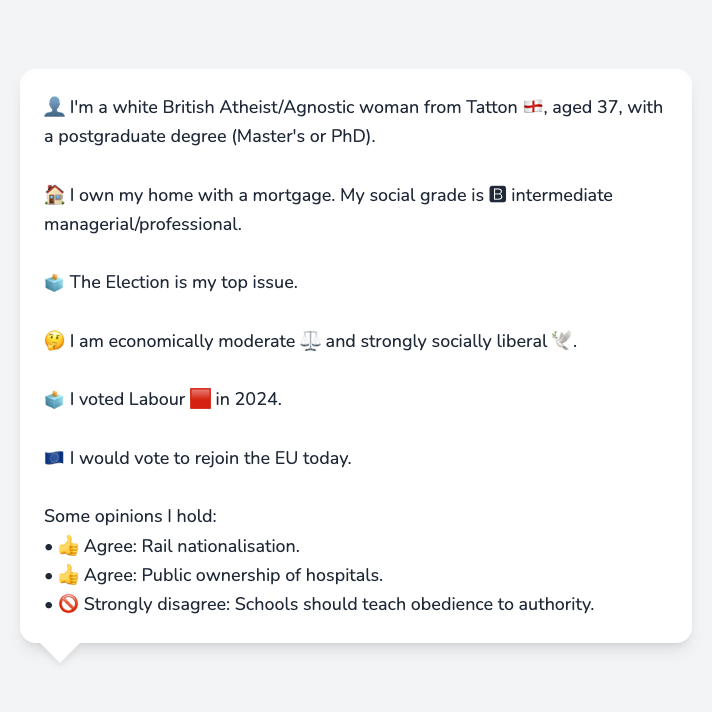 👤 I'm a white British Atheist/Agnostic woman from Tatton 🏴󠁧󠁢󠁥󠁮󠁧󠁿, aged 37, with
a postgraduate degree (Master's or PhD).
🏠 I own my home with a mortgage. My social grade is 🅱 intermediate
managerial/professional.
🗳️ The Election is my top issue.
🤔 I am economically moderate ⚖️ and strongly socially liberal 🕊️.
🗳️ I voted Labour 🟥 in 2024.
🇪🇺 I would vote to rejoin the EU today.
Some opinions I hold:
• 👍 Agree: Rail nationalisation.
• 👍 Agree: Public ownership of hospitals.
• 🚫 Strongly disagree: Schools should teach obedience to authority.